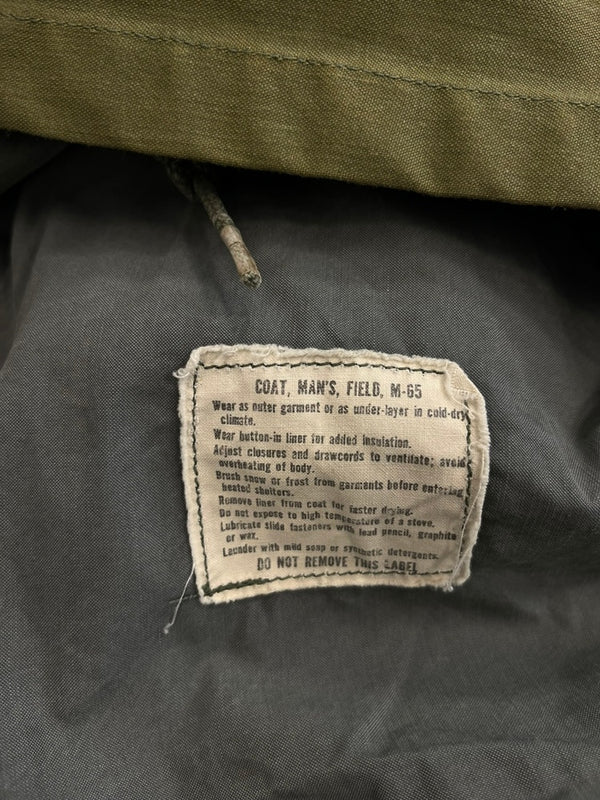 COAT, MAN'S, FIELD, M-65
Wear as outer garment or as under-layer in cold-dry
climate.
Wear button-in liner for added insulation.
Adjust closures and drawcords to ventilate; avoid
overheating of body.
Brush snow or frost from garments before entering
heated shelters.
Remove liner from coat for faster drying.
Do not expose to high temperature of a stove.
Lubricate slide fasteners with lead pencil, graphite
or wax.
Launder with mild soap or synthetic detergents.
DO NOT REMOVE THIS LABEL